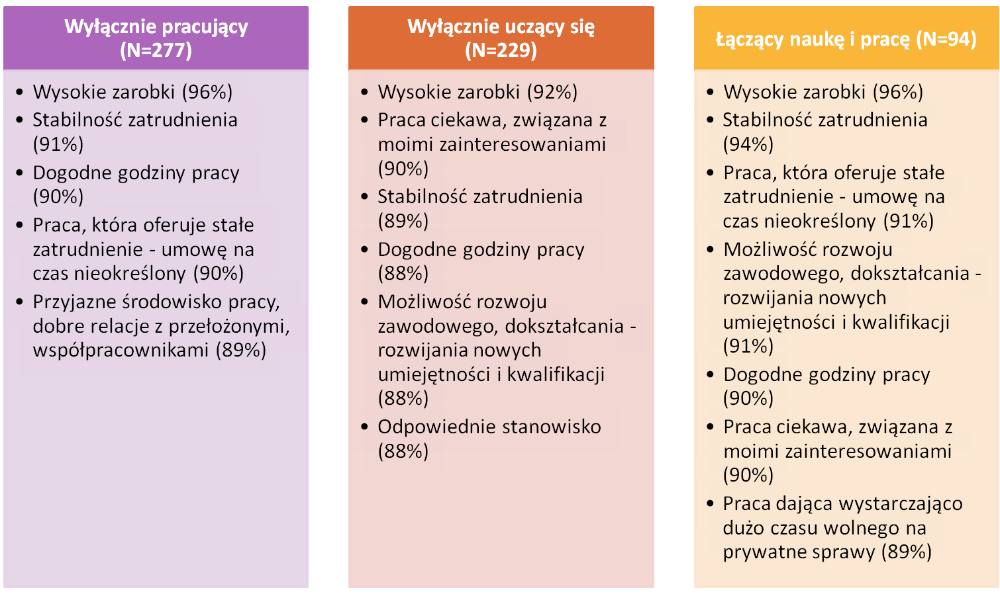 Wyłącznie pracujący
(N=277)
• Wysokie zarobki (96%)
• Stabilność zatrudnienia
(91%)
• Dogodne godziny pracy
(90%)
• Praca, która oferuje stałe
zatrudnienie - umowę na
czas nieokreślony (90%)
• Przyjazne środowisko pracy,
dobre relacje z przełożonymi,
współpracownikami (89%)
Wyłącznie uczący się
(N=229)
• Wysokie zarobki (92%)
• Praca ciekawa, związana z
moimi zainteresowaniami
(90%)
• Stabilność zatrudnienia
(89%)
• Dogodne godziny pracy
(88%)
• Możliwość rozwoju
zawodowego, dokształcania -
rozwijania nowych
umiejętności i kwalifikacji
(88%)
• Odpowiednie stanowisko
(88%)
Łączący naukę i pracę (N=94)
• Wysokie zarobki (96%)
• Stabilność zatrudnienia
(94%)
• Praca, która oferuje stałe
zatrudnienie - umowę na
czas nieokreślony (91%)
• Możliwość rozwoju
zawodowego, dokształcania -
rozwijania nowych
umiejętności i kwalifikacji
(91%)
• Dogodne godziny pracy
(90%)
• Praca ciekawa, związana z
moimi zainteresowaniami
(90%)
• Praca dająca wystarczająco
dużo czasu wolnego na
prywatne sprawy (89%)